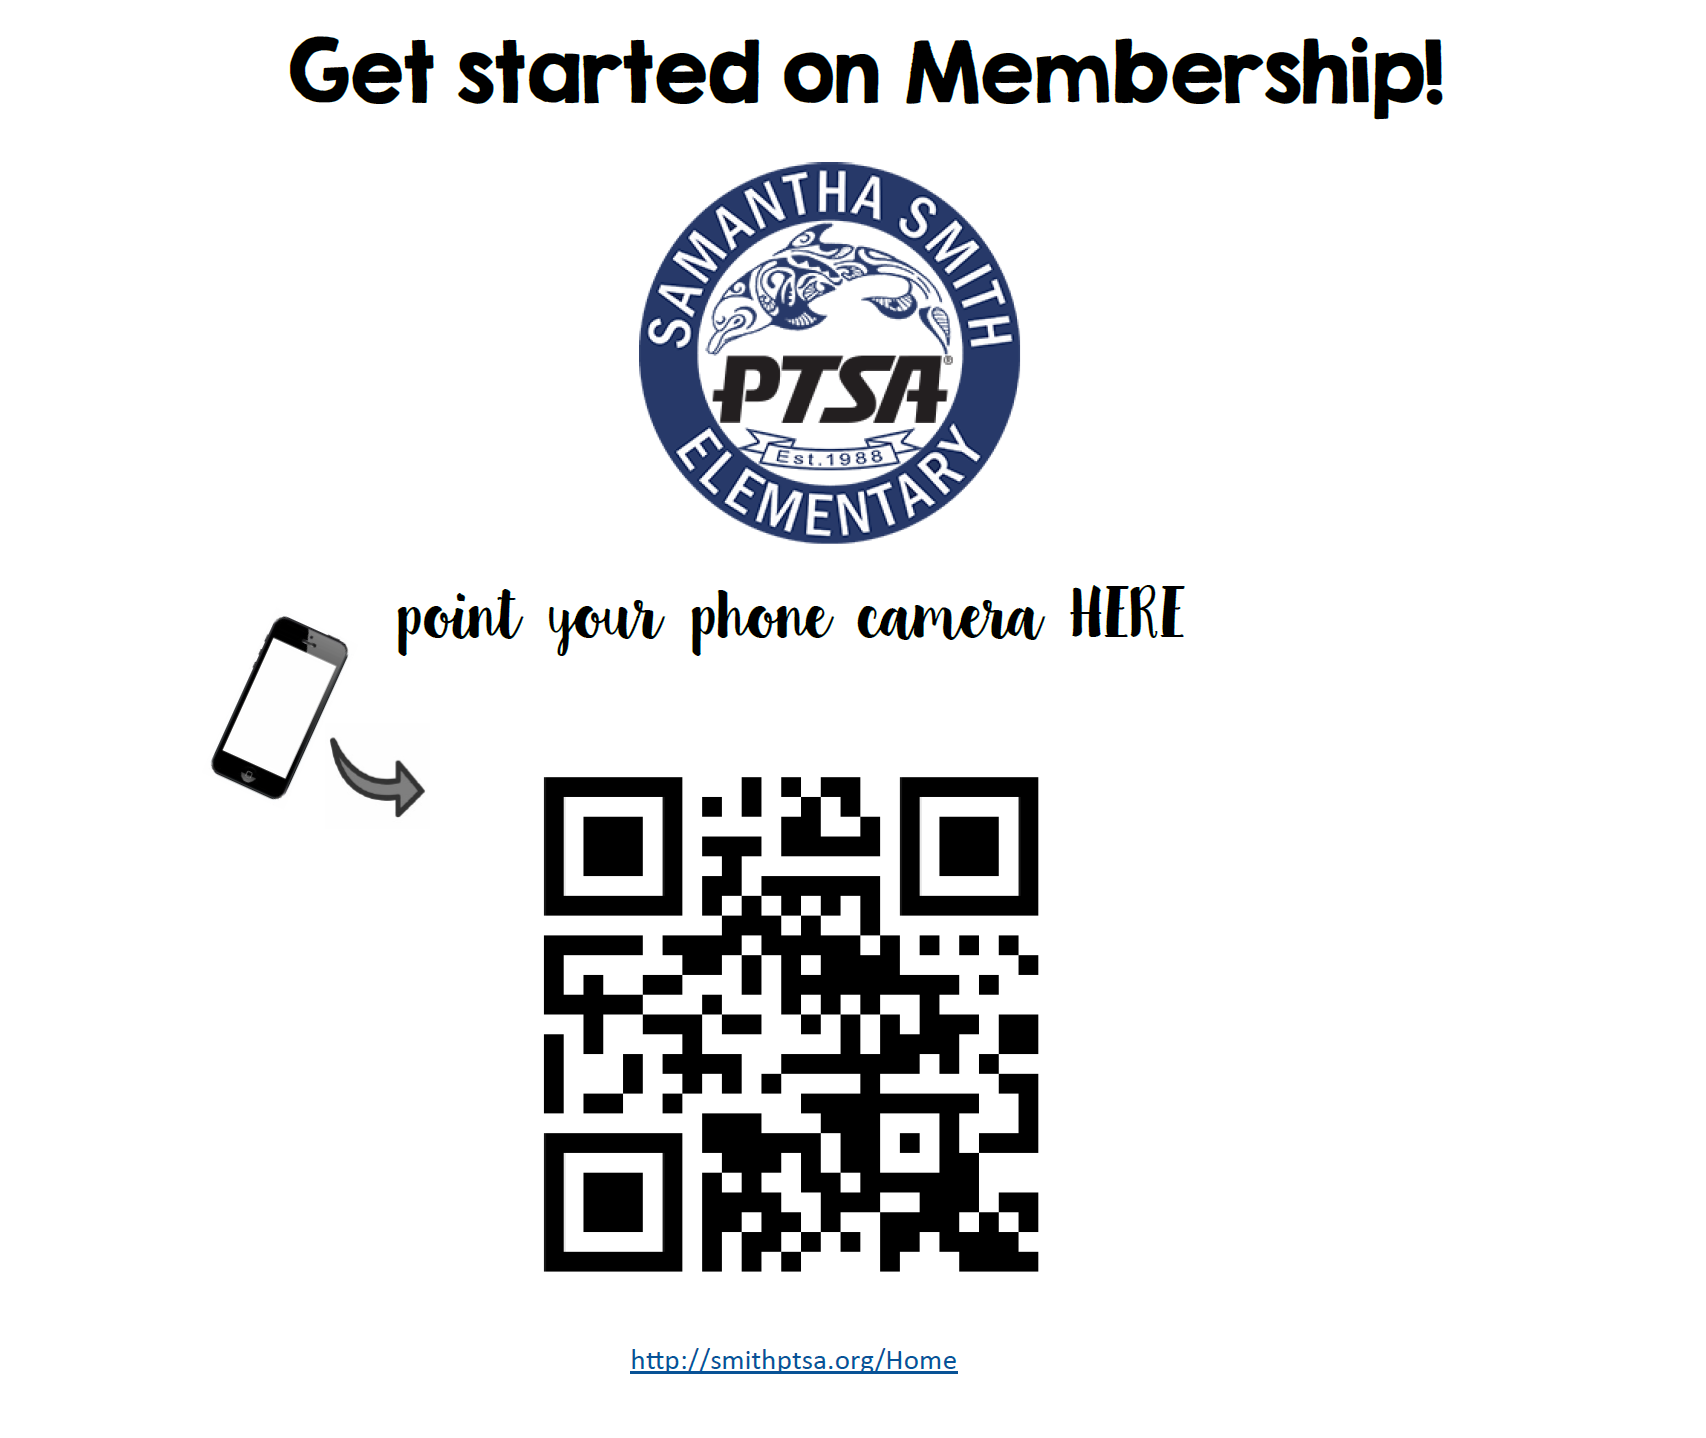 Get started on Membership!
SAMANTHA SMITH
PTSA®
Est.1988
ELEMENTARY
point your phone camera HERE
http://smithptsa.org/Home